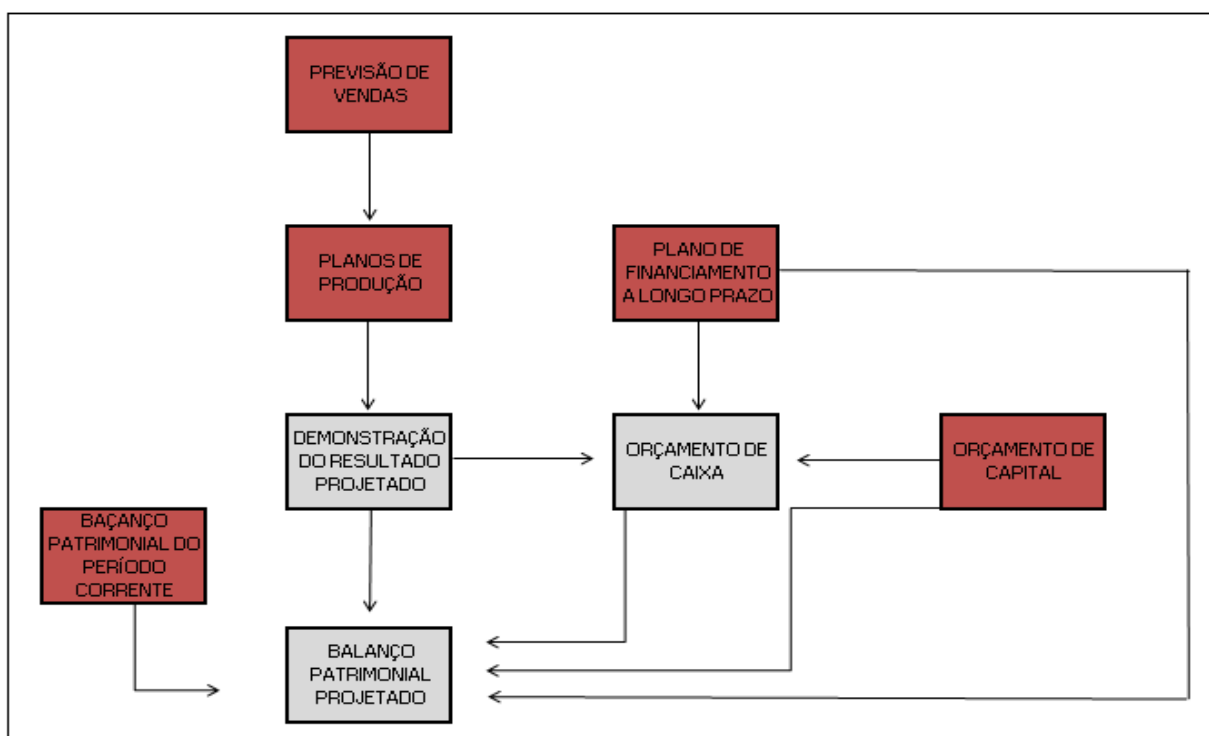 PREVISÃO DE
VENDAS
PLANOS DE
PRODUÇÃO
PLANO DE
FINANCIAMENTO
A LONGO PRAZO
DEMONSTRAÇÃO
DO RESULTADO
PROJETADO
ORÇAMENTO DE
CAIXA
ORÇAMENTO DE
CAPITAL
BAÇANÇO
PATRIMONIAL DO
PERÍODO
CORRENTE
BALANÇO
PATRIMONIAL
PROJETADO